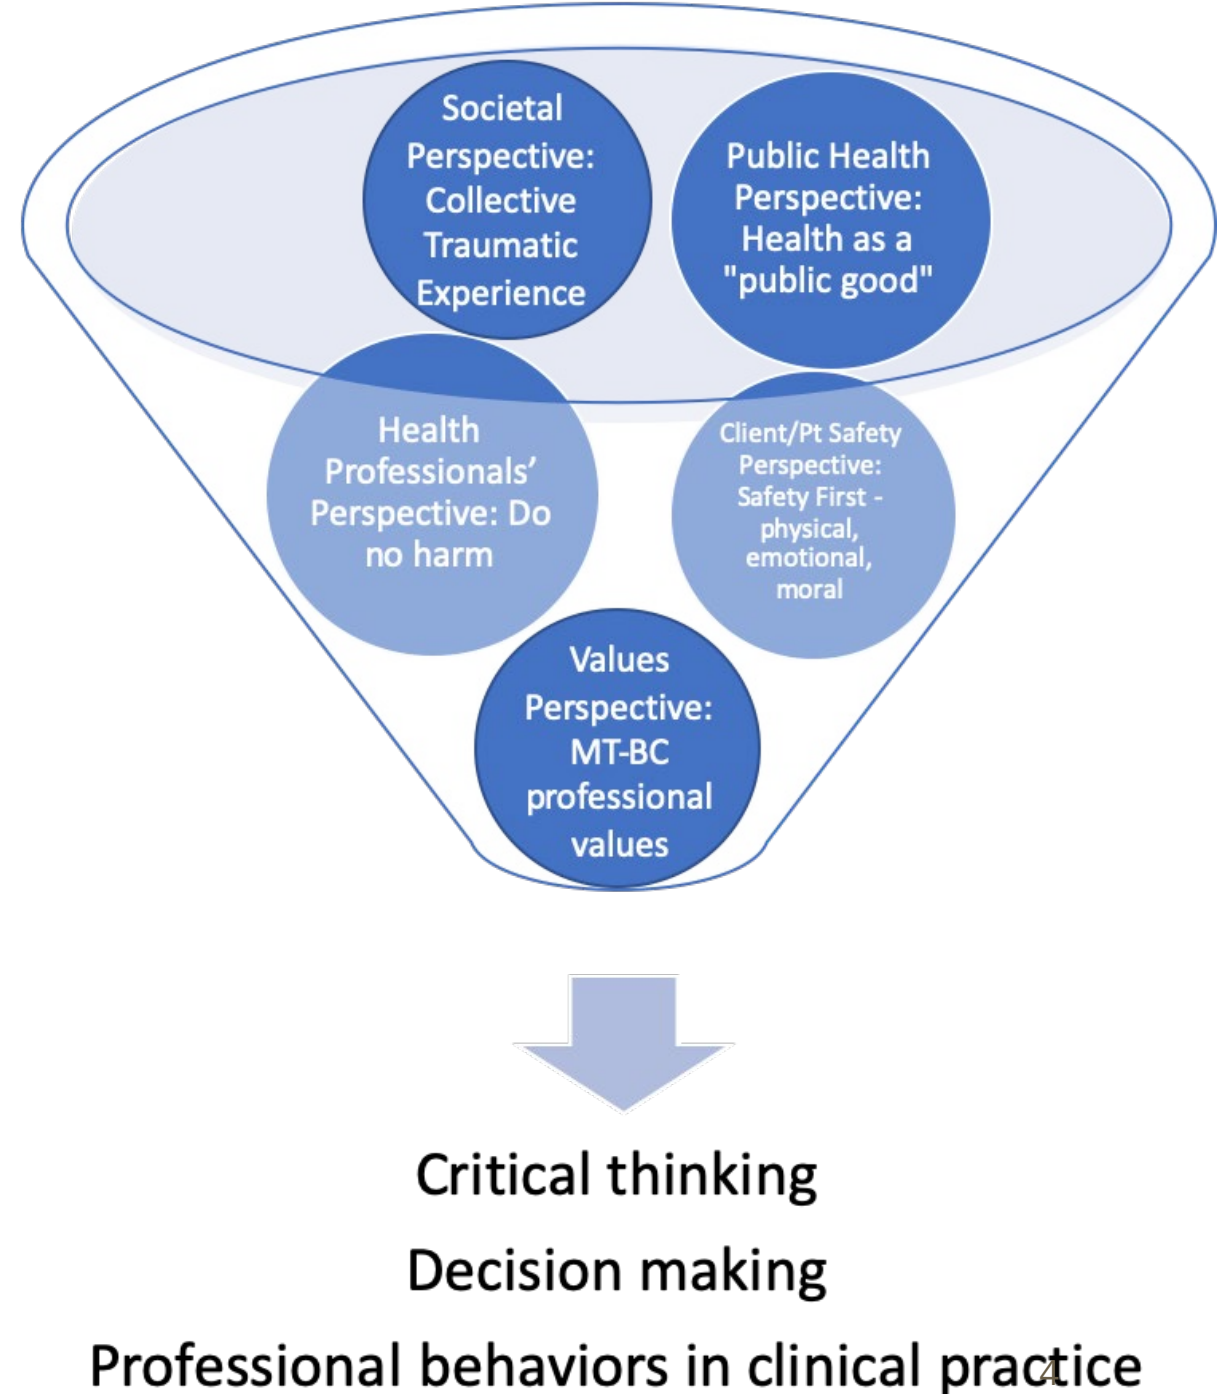 Societal
Perspective:
Collective
Traumatic
Experience
Public Health
Perspective:
Health as a
"public good"
Health
Professionals’
Perspective: Do
no harm
Client/Pt Safety
Perspective:
Safety First -
physical,
emotional,
moral
Values
Perspective:
MT-BC
professional
values
Critical thinking
Decision making
Professional behaviors in clinical practice
4